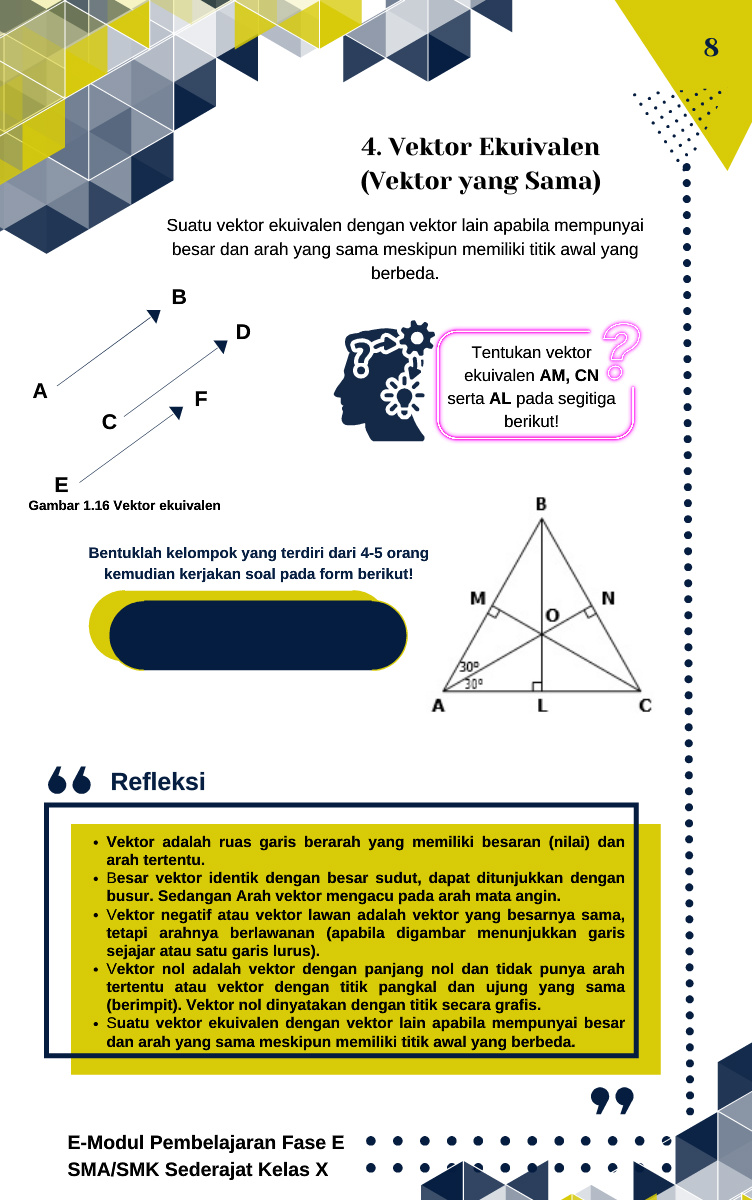 8
4. Vektor Ekuivalen
(Vektor yang Sama)
Suatu vektor ekuivalen dengan vektor lain apabila mempunyai
besar dan arah yang sama meskipun memiliki titik awal yang
berbeda.
B
D
A
F
C
E
Gambar 1.16 Vektor ekuivalen
?
?
Tentukan vektor
ekuivalen AM, CN
serta AL pada segitiga
berikut!
Bentuklah kelompok yang terdiri dari 4-5 orang
kemudian kerjakan soal pada form berikut!
B
M
N
O
30º
30º
A
L
C
“ Refleksi
• Vektor adalah ruas garis berarah yang memiliki besaran (nilai) dan
arah tertentu.
• Besar vektor identik dengan besar sudut, dapat ditunjukkan dengan
busur. Sedangan Arah vektor mengacu pada arah mata angin.
• Vektor negatif atau vektor lawan adalah vektor yang besarnya sama,
tetapi arahnya berlawanan (apabila digambar menunjukkan garis
sejajar atau satu garis lurus).
• Vektor nol adalah vektor dengan panjang nol dan tidak punya arah
tertentu atau vektor dengan titik pangkal dan ujung yang sama
(berimpit). Vektor nol dinyatakan dengan titik secara grafis.
• Suatu vektor ekuivalen dengan vektor lain apabila mempunyai besar
dan arah yang sama meskipun memiliki titik awal yang berbeda.
”
E-Modul Pembelajaran Fase E
SMA/SMK Sederajat Kelas X